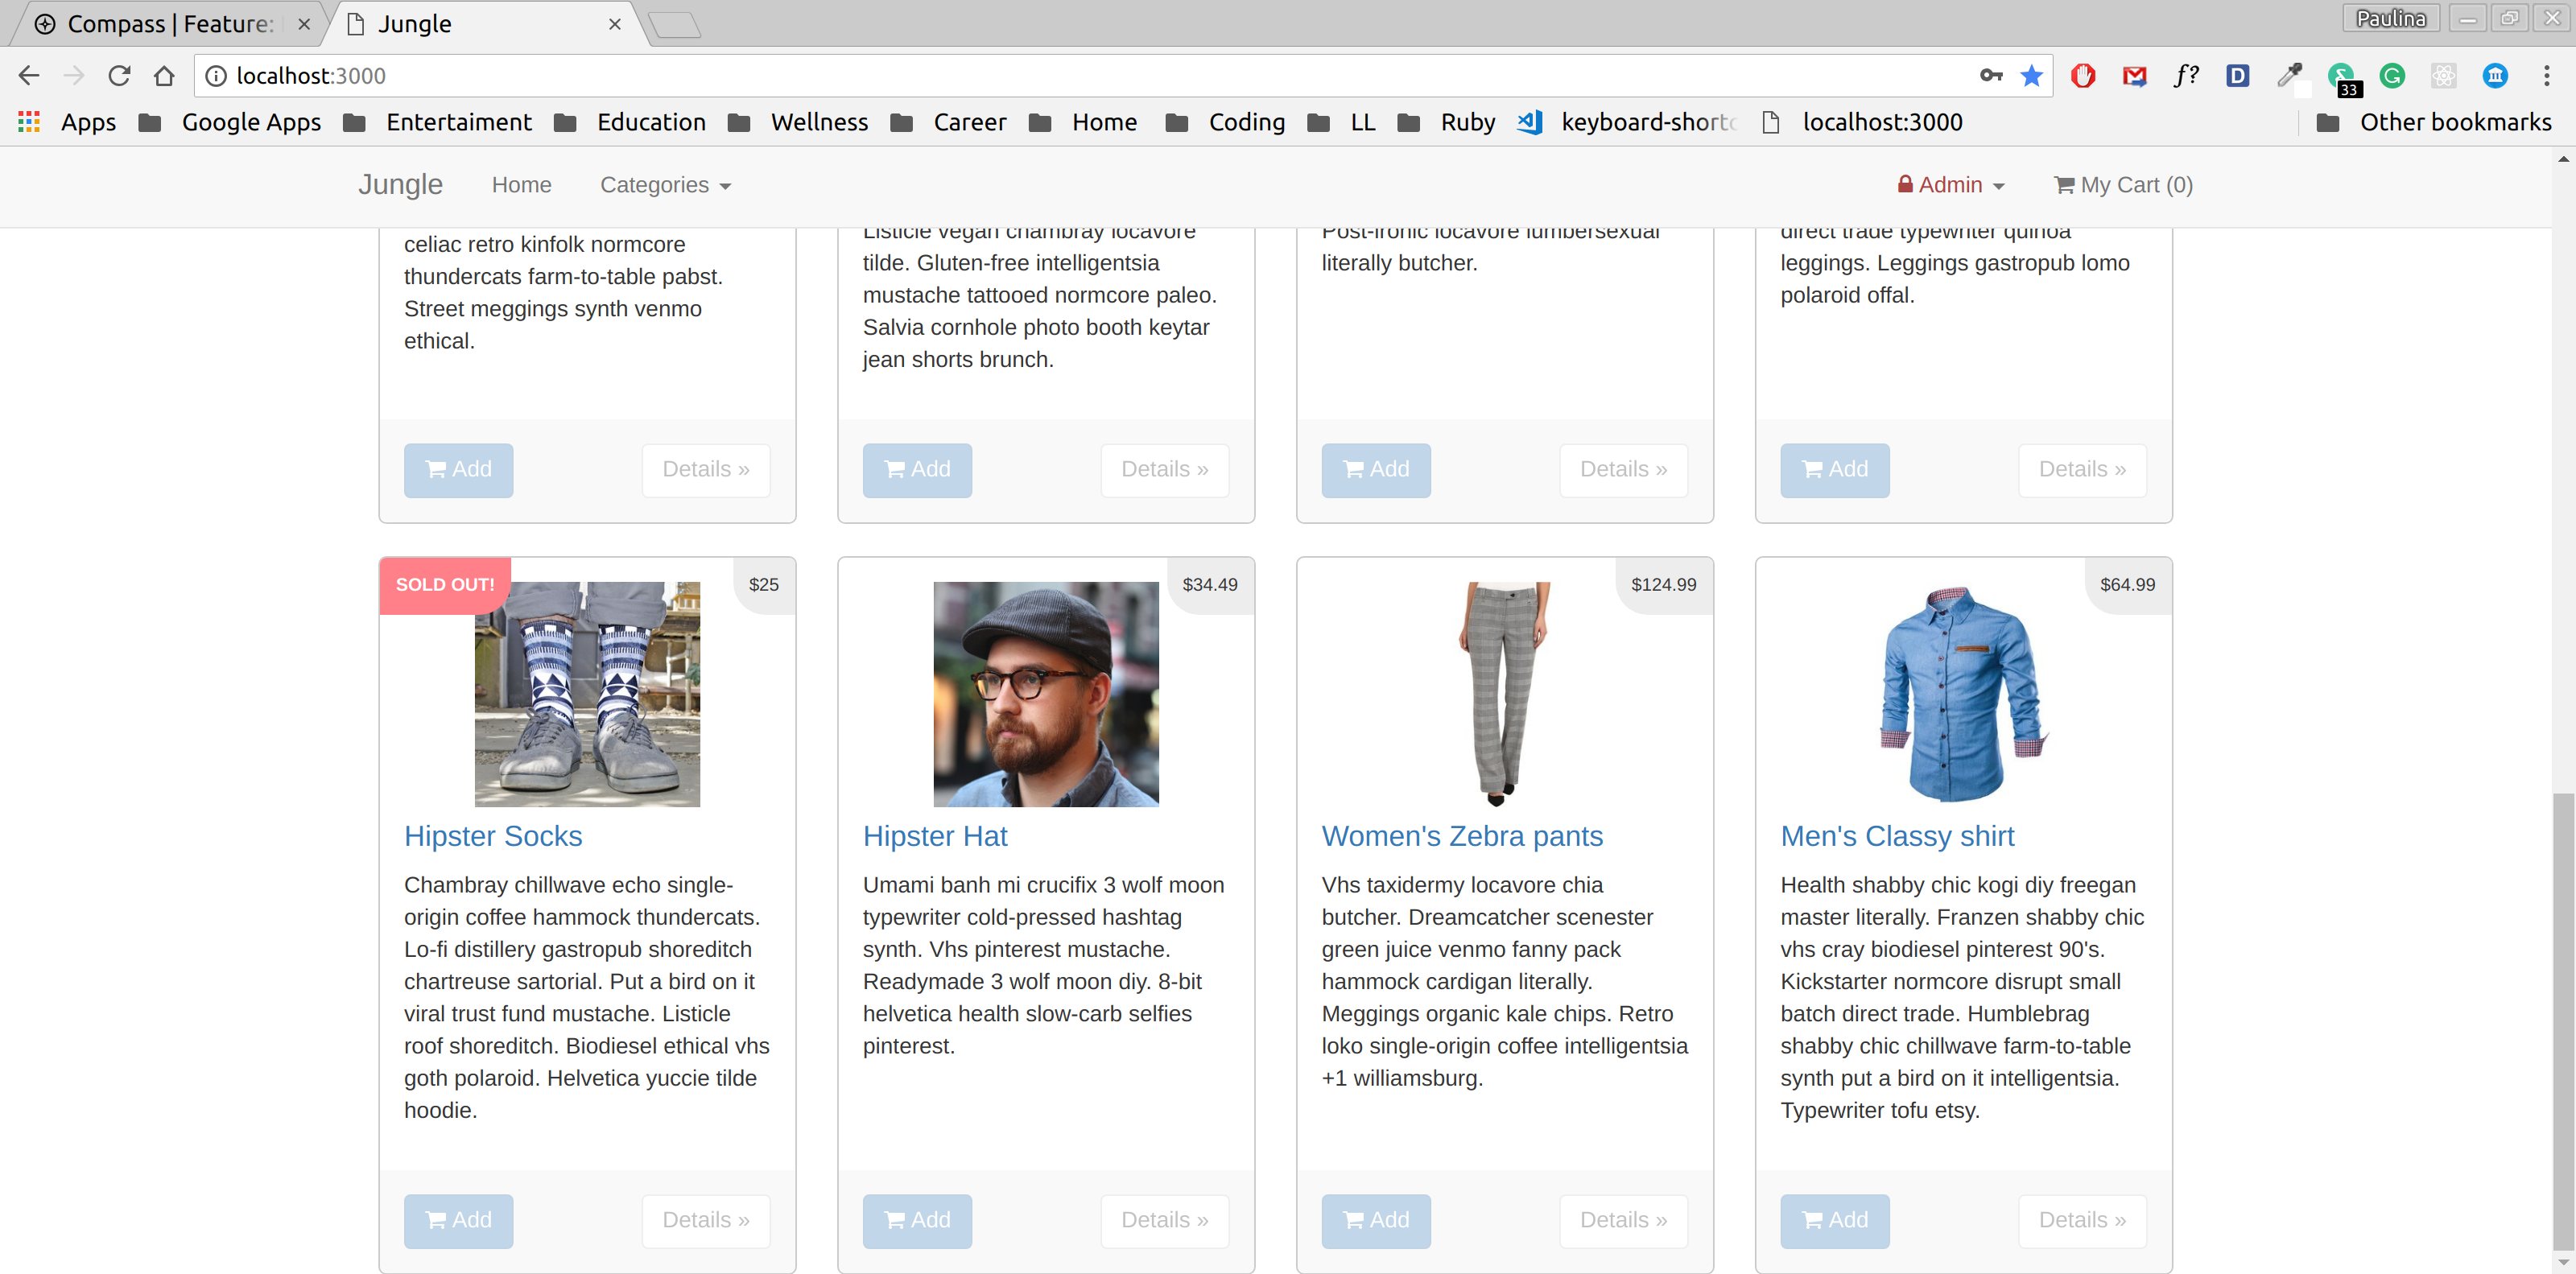 Compass | Feature:
Jungle
Paulina
localhost:3000
f?
D
33
Apps
Google Apps
Entertaiment
Education
Wellness
Career
Home
Coding
LL
Ruby
keyboard-shortc
localhost:3000
Other bookmarks
Jungle
Home
Categories
Admin
My Cart (0)
celiac retro kinfolk normcore
thundercats farm-to-table pabst.
Street meggings synth venmo
ethical.
Add
Details »
Listicle vegan chambray locavore
tilde. Gluten-free intelligentsia
mustache tattooed normcore paleo.
Salvia cornhole photo booth keytar
jean shorts brunch.
Add
Details »
Post-ironic locavore lumbersexual
literally butcher.
Add
Details »
direct trade typewriter quinoa
leggings. Leggings gastropub lomo
polaroid offal.
Add
Details »
SOLD OUT!
$25
Hipster Socks
Chambray chillwave echo single-
origin coffee hammock thundercats.
Lo-fi distillery gastropub shoreditch
chartreuse sartorial. Put a bird on it
viral trust fund mustache. Listicle
roof shoreditch. Biodiesel ethical vhs
goth polaroid. Helvetica yuccie tilde
hoodie.
Add
Details »
$34.49
Hipster Hat
Umami banh mi crucifix 3 wolf moon
typewriter cold-pressed hashtag
synth. Vhs pinterest mustache.
Readymade 3 wolf moon diy. 8-bit
helvetica health slow-carb selfies
pinterest.
Add
Details »
$124.99
Women's Zebra pants
Vhs taxidermy locavore chia
butcher. Dreamcatcher scenester
green juice venmo fanny pack
hammock cardigan literally.
Meggings organic kale chips. Retro
loko single-origin coffee intelligentsia
+1 williamsburg.
Add
Details »
$64.99
Men's Classy shirt
Health shabby chic kogi diy freegan
master literally. Franzen shabby chic
vhs cray biodiesel pinterest 90's.
Kickstarter normcore disrupt small
batch direct trade. Humblebrag
shabby chic chillwave farm-to-table
synth put a bird on it intelligentsia.
Typewriter tofu etsy.
Add
Details »